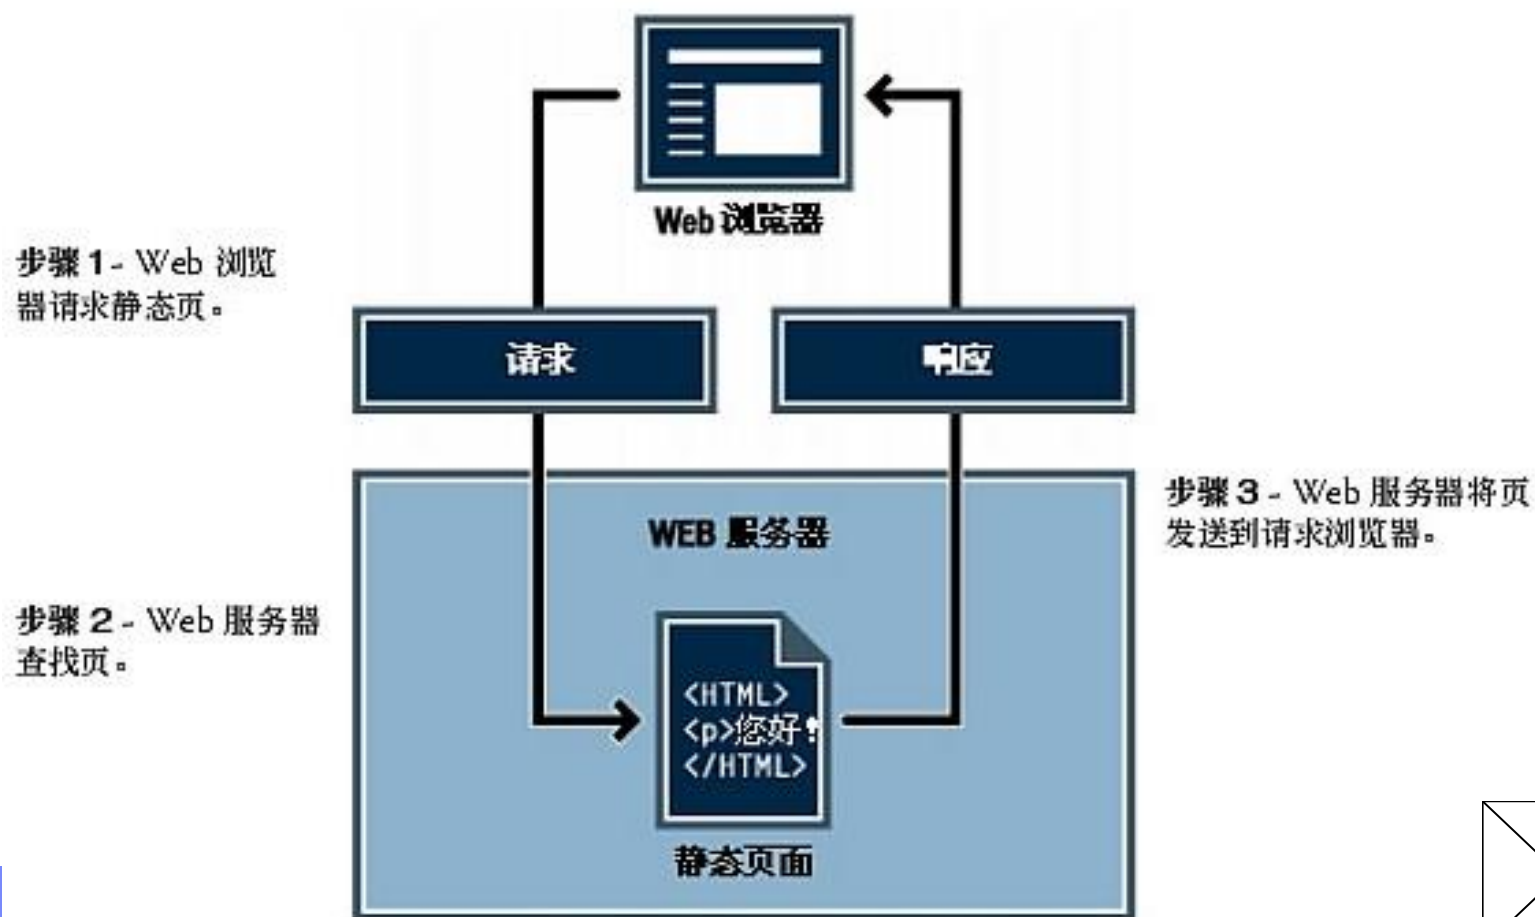 Web 浏览器
步骤 1 - Web 浏览
器请求静态页。
请求
响应
WEB 服务器
步骤 3 - Web 服务器将页
发送到请求浏览器。
步骤 2 - Web 服务器
查找页。
<HTML>
<p>您好!
</HTML>
静态页面